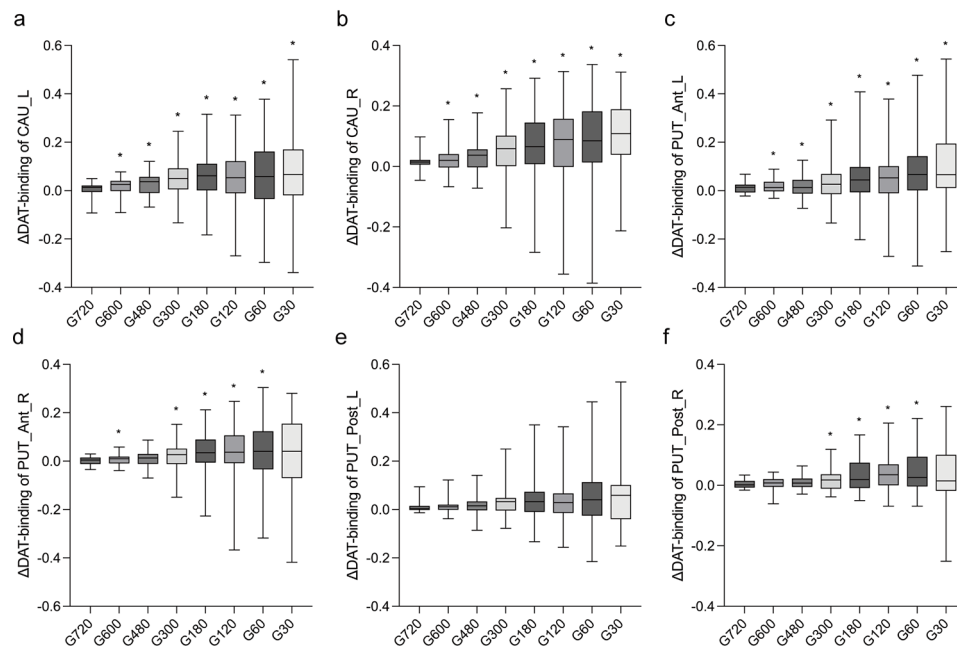 a
ΔDAT-binding of CAU_L
0.6
0.4
0.2
0.0
-0.2
-0.4
* * * * * * *
G720 G600 G480 G300 G180 G120 G60 G30
b
ΔDAT-binding of CAU_R
0.4
0.2
0.0
-0.2
-0.4
* * * * * * *
G720 G600 G480 G300 G180 G120 G60 G30
c
ΔDAT-binding of PUT_Ant_L
0.6
0.4
0.2
0.0
-0.2
-0.4
* * * * * * *
G720 G600 G480 G300 G180 G120 G60 G30
d
ΔDAT-binding of PUT_Ant_R
0.4
0.2
0.0
-0.2
-0.4
-0.6
* * * * *
G720 G600 G480 G300 G180 G120 G60 G30
e
ΔDAT-binding of PUT_Post_L
0.6
0.4
0.2
0.0
-0.2
-0.4
G720 G600 G480 G300 G180 G120 G60 G30
f
ΔDAT-binding of PUT_Post_R
0.4
0.2
0.0
-0.2
-0.4
* * * *
G720 G600 G480 G300 G180 G120 G60 G30